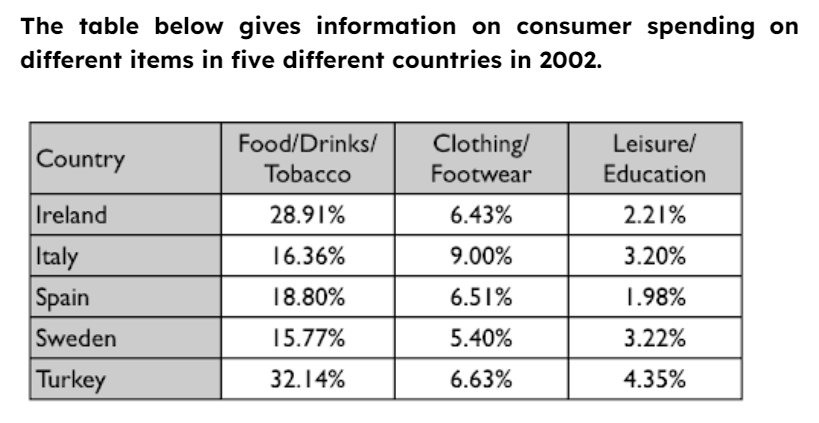 The table below gives information on consumer spending on
different items in five different countries in 2002.
Country Food/Drinks/ Tobacco Clothing/ Footwear Leisure/ Education
Ireland 28.91% 6.43% 2.21%
Italy 16.36% 9.00% 3.20%
Spain 18.80% 6.51% 1.98%
Sweden 15.77% 5.40% 3.22%
Turkey 32.14% 6.63% 4.35%